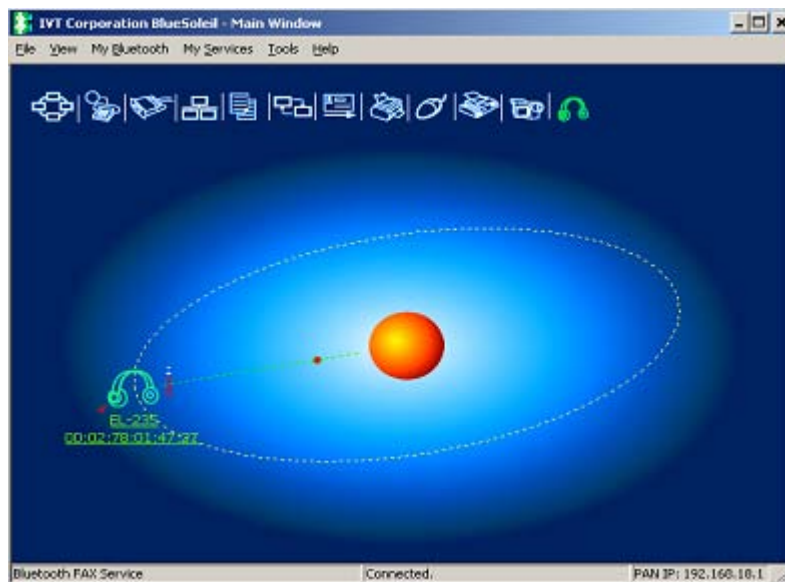 IVT Corporation BlueSoleil - Main Window
File View My Bluetooth My Services Tools Help
EL-235
00:02:78:01:47:37
Bluetooth FAX Service Connected. PAN IP: 192.168.18.1